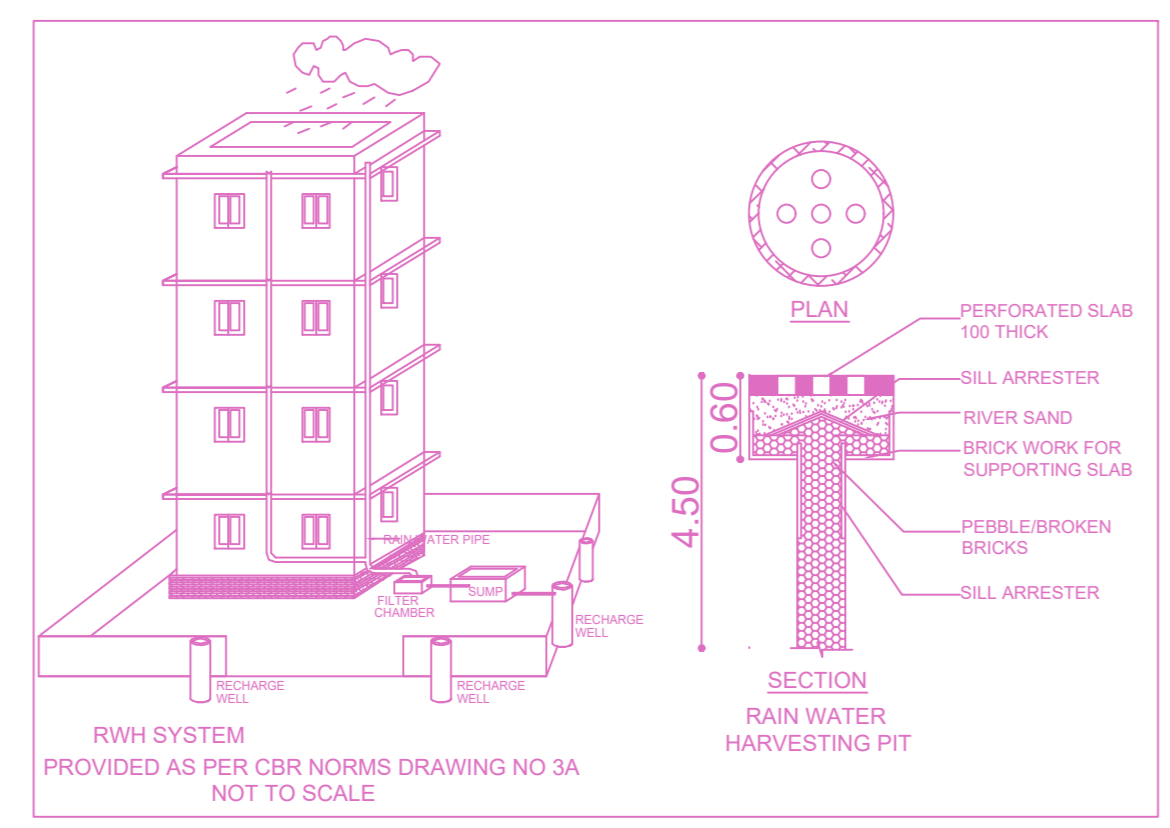 RAIN WATER PIPE
FILTER
CHAMBER
SUMP
RECHARGE
WELL
RECHARGE
WELL
RECHARGE
WELL
RWH SYSTEM
PROVIDED AS PER CBR NORMS DRAWING NO 3A
NOT TO SCALE
PLAN
PERFORATED SLAB
100 THICK
SILL ARRESTER
RIVER SAND
BRICK WORK FOR
SUPPORTING SLAB
PEBBLE/BROKEN
BRICKS
SILL ARRESTER
0.60
4.50
SECTION
RAIN WATER
HARVESTING PIT